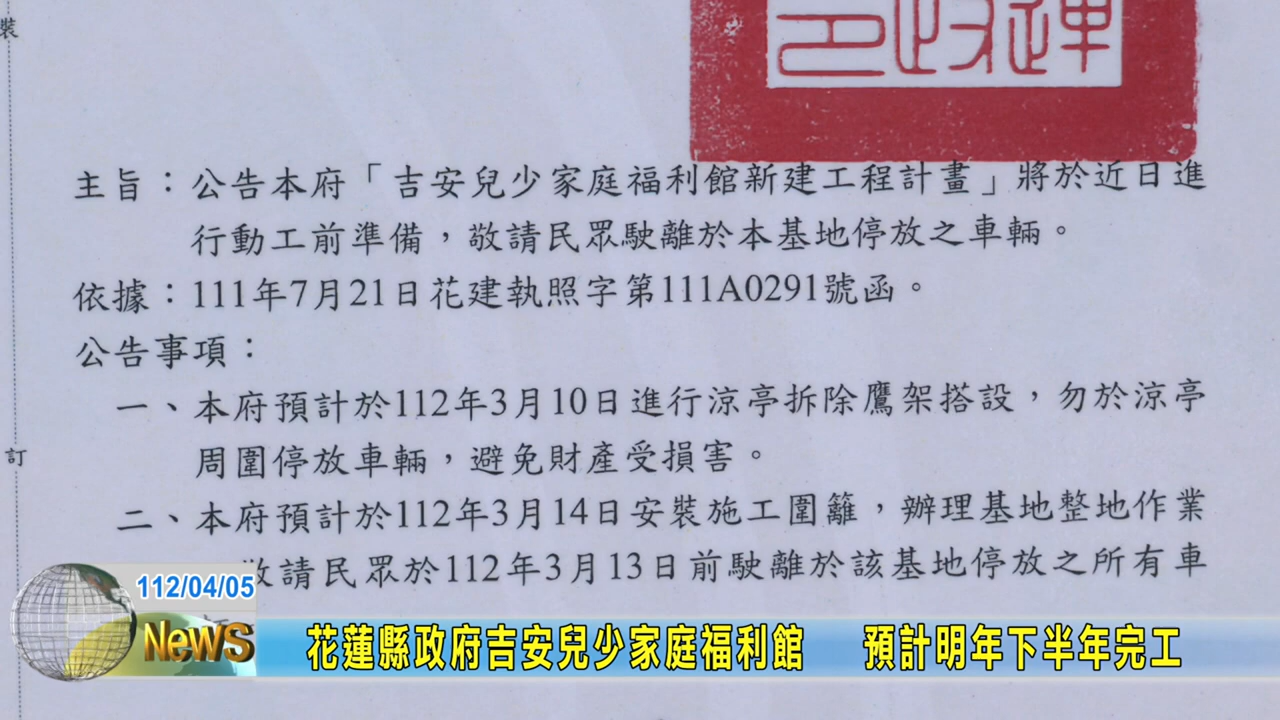 裝
主旨：公告本府「吉安兒少家庭福利館新建工程計畫」將於近日進
行動工前準備，敬請民眾駛離於本基地停放之車輛。
依據：111年7月21日花建執照字第111A0291號函。
公告事項：
一、本府預計於112年3月10日進行涼亭拆除鷹架搭設，勿於涼亭
周圍停放車輛，避免財產受損害。
訂
二、本府預計於112年3月14日安裝施工圍籬，辦理基地整地作業
敬請民眾於112年3月13日前駛離於該基地停放之所有車
112/04/05
News
花蓮縣政府吉安兒少家庭福利館 預計明年下半年完工